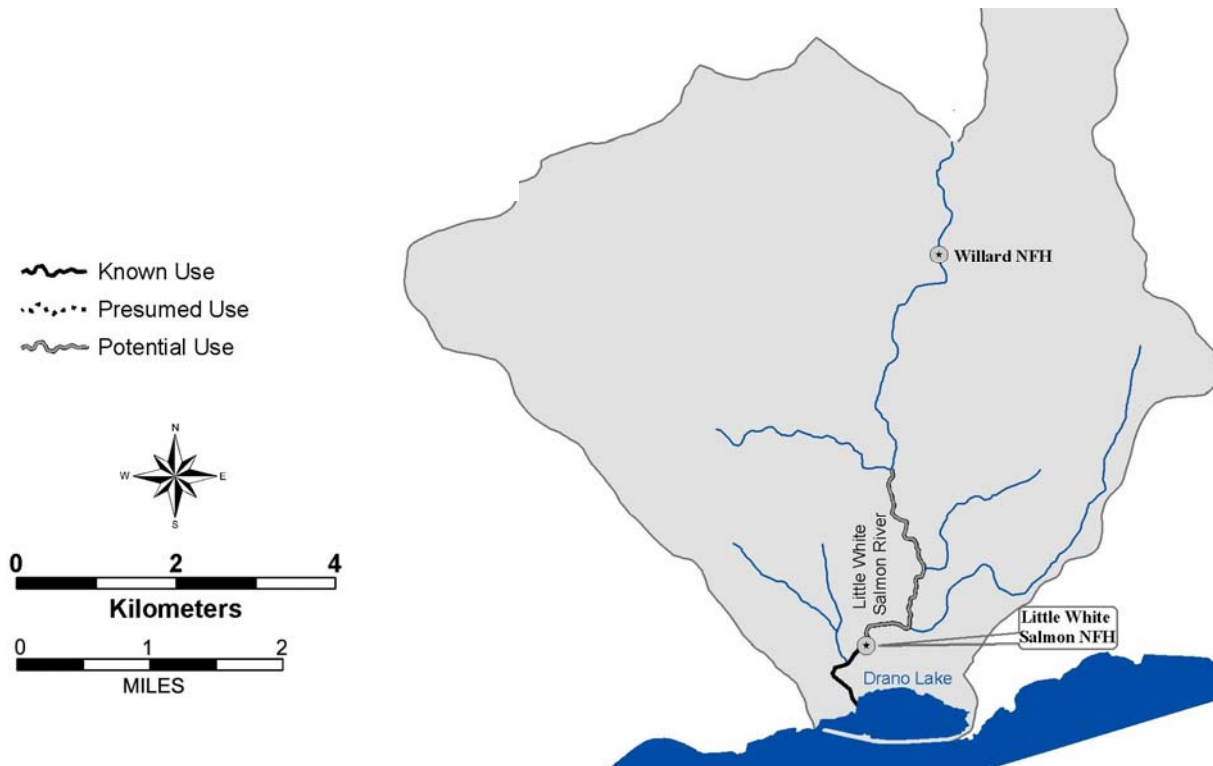 Willard NFH
Known Use
Presumed Use
Potential Use
N
W
E
S
0 2 4
Kilometers
0 1 2
MILES
Little White
Salmon River
Little White
Salmon NFH
Drano Lake